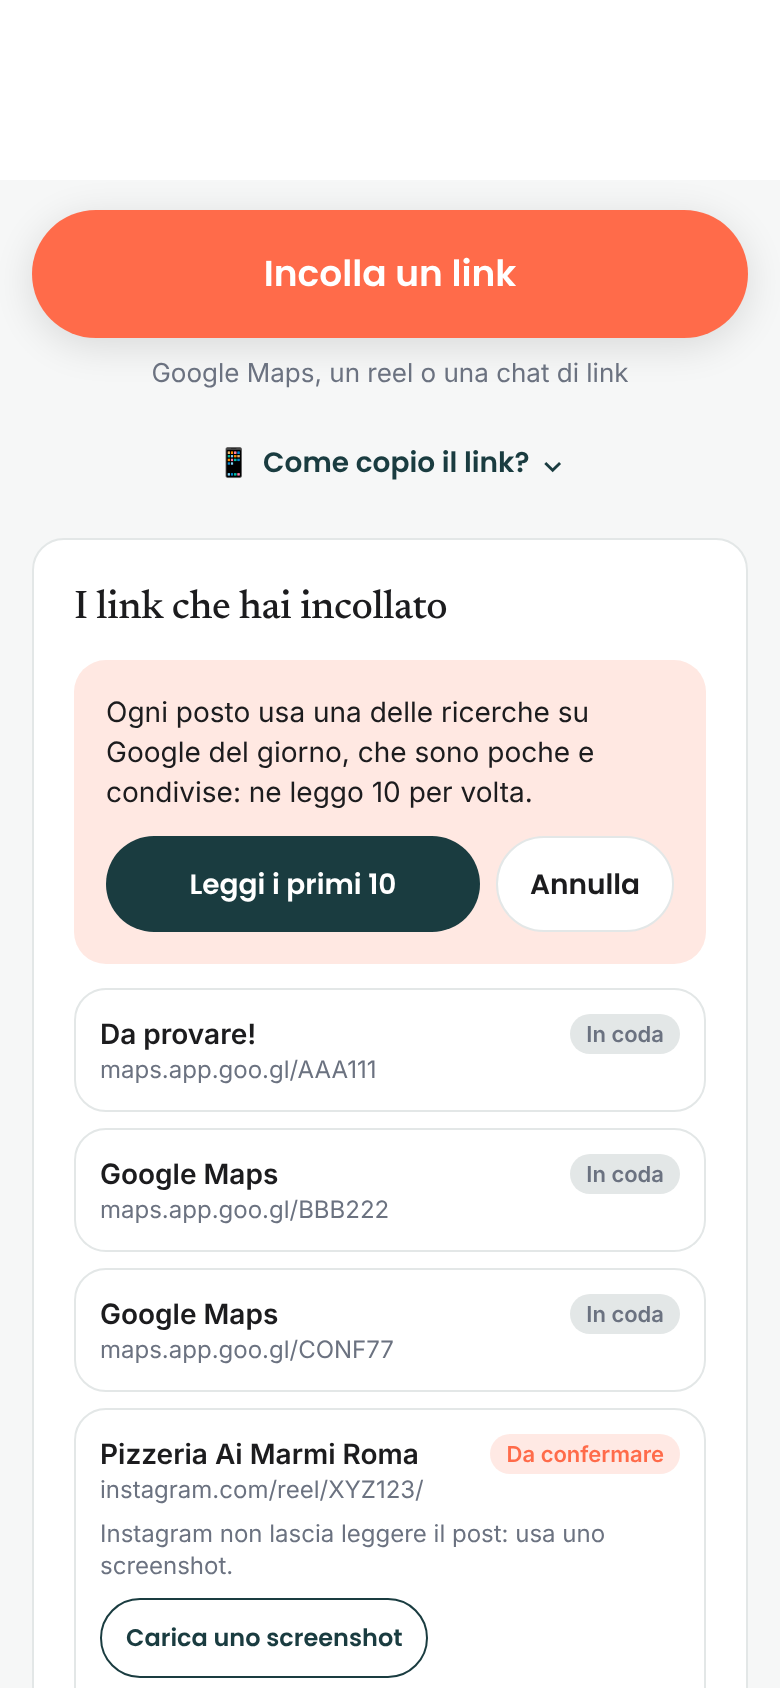 Incolla un link
Google Maps, un reel o una chat di link
Come copio il link?
I link che hai incollato
Ogni posto usa una delle ricerche su
Google del giorno, che sono poche e
condivise: ne leggo 10 per volta.
Leggi i primi 10
Annulla
Da provare!
In coda
maps.app.goo.gl/AAA111
Google Maps
In coda
maps.app.goo.gl/BBB222
Google Maps
In coda
maps.app.goo.gl/CONF77
Pizzeria Ai Marmi Roma
Da confermare
instagram.com/reel/XYZ123/
Instagram non lascia leggere il post: usa uno
screenshot.
Carica uno screenshot